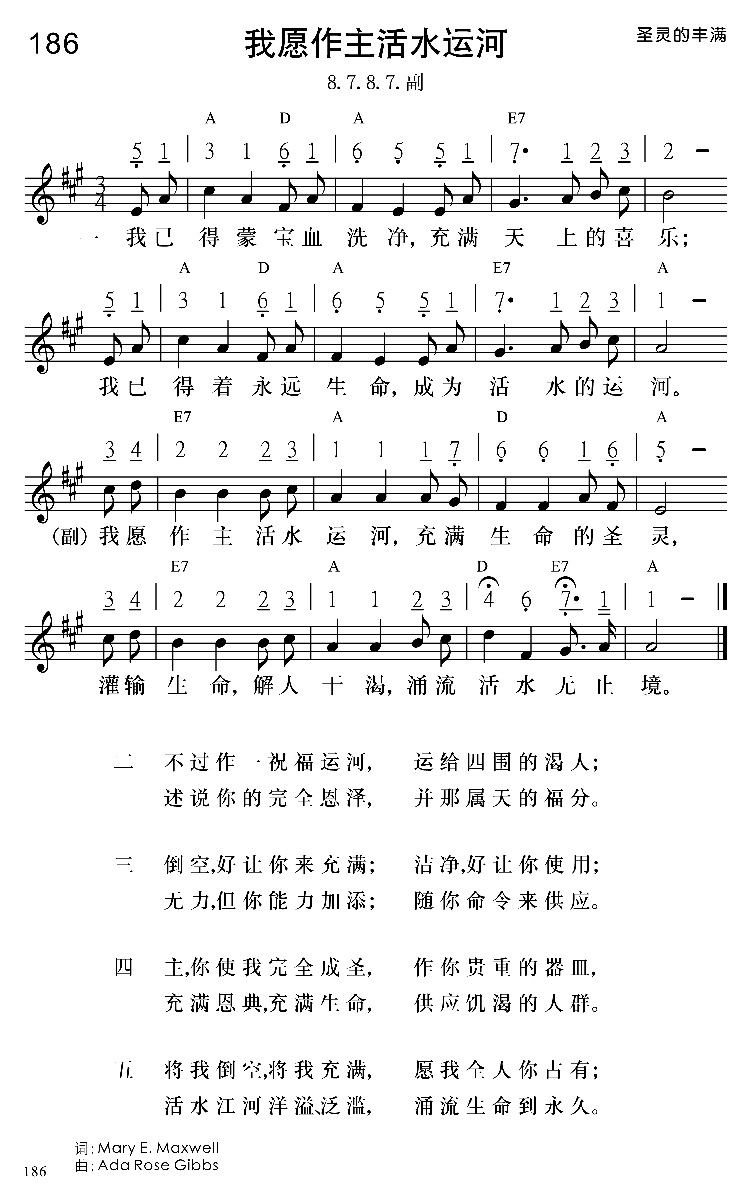 186
我愿作主活水运河
圣灵的丰满
8. 7. 8. 7. 副
A D A E7
5 1 | 3 1 6 1 | 6 5 5 1 | 7· 1 2 3 | 2 −
3 4
一 我已得蒙宝血洗净，充满天上的喜乐；
A D A E7 A
5 1 | 3 1 6 1 | 6 5 5 1 | 7· 1 2 3 | 1 −
我已得着永远生命，成为活水的运河。
E7 A D A
3 4 | 2 2 2 3 | 1 1 1 7 | 6 6 1 6 | 5 −
(副) 我愿作主活水运河，充满生命的圣灵，
E7 A D E7 A
3 4 | 2 2 2 3 | 1 1 2 3 | 4 6 7· 1 | 1 −
灌输生命，解人干渴，涌流活水无止境。
二 不过作一祝福运河， 运给四围的渴人；
述说你的完全恩泽， 并那属天的福分。
三 倒空,好让你来充满； 洁净,好让你使用；
无力,但你能力加添； 随你命令来供应。
四 主,你使我完全成圣， 作你贵重的器皿，
充满恩典,充满生命， 供应饥渴的人群。
五 将我倒空,将我充满， 愿我全人你占有；
活水江河洋溢、泛滥， 涌流生命到永久。
词: Mary E. Maxwell
曲: Ada Rose Gibbs
186